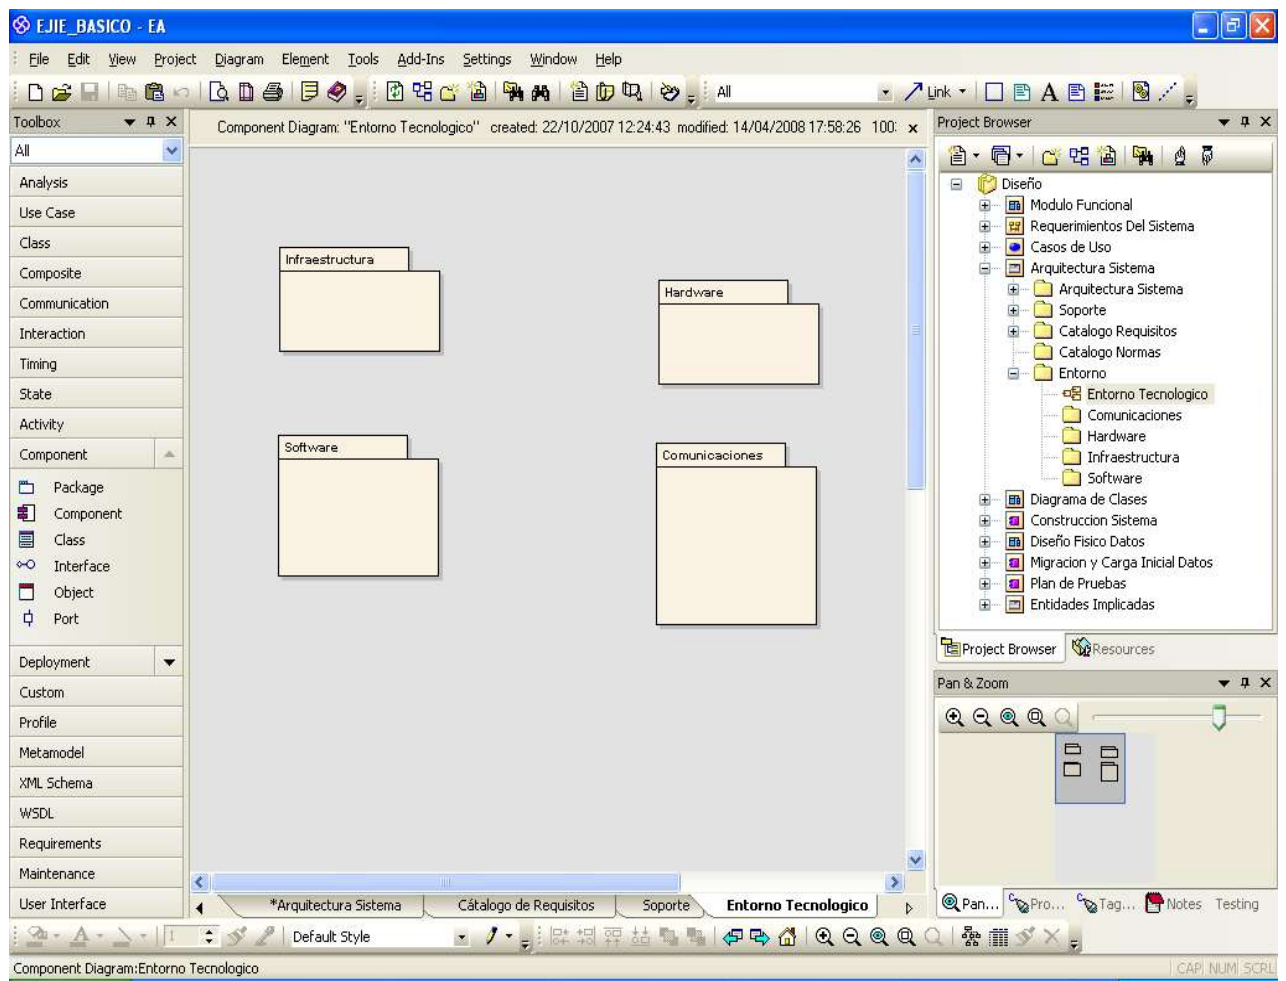 EJIE_BASICO - EA
File Edit View Project Diagram Element Tools Add-Ins Settings Window Help
All
Link
A
Toolbox
All
Analysis
Use Case
Class
Composite
Communication
Interaction
Timing
State
Activity
Component
Package
Component
Class
Interface
Object
Port
Deployment
Custom
Profile
Metamodel
XML Schema
WSDL
Requirements
Maintenance
User Interface
Component Diagram: "Entorno Tecnologico" created: 22/10/2007 12:24:43 modified: 14/04/2008 17:58:26 100
Infraestructura
Hardware
Software
Comunicaciones
*Arquitectura Sistema
Cátalogo de Requisitos
Soporte
Entorno Tecnologico
Project Browser
Diseño
Modulo Funcional
Requerimientos Del Sistema
Casos de Uso
Arquitectura Sistema
Arquitectura Sistema
Soporte
Catalogo Requisitos
Catalogo Normas
Entorno
Entorno Tecnologico
Comunicaciones
Hardware
Infraestructura
Software
Diagrama de Clases
Construccion Sistema
Diseño Fisico Datos
Migracion y Carga Inicial Datos
Plan de Pruebas
Entidades Implicadas
Project Browser
Resources
Pan & Zoom
Pan... Pro... Tag... Notes Testing
A
1
Default Style
Component Diagram:Entorno Tecnologico
CAP NUM SCRL